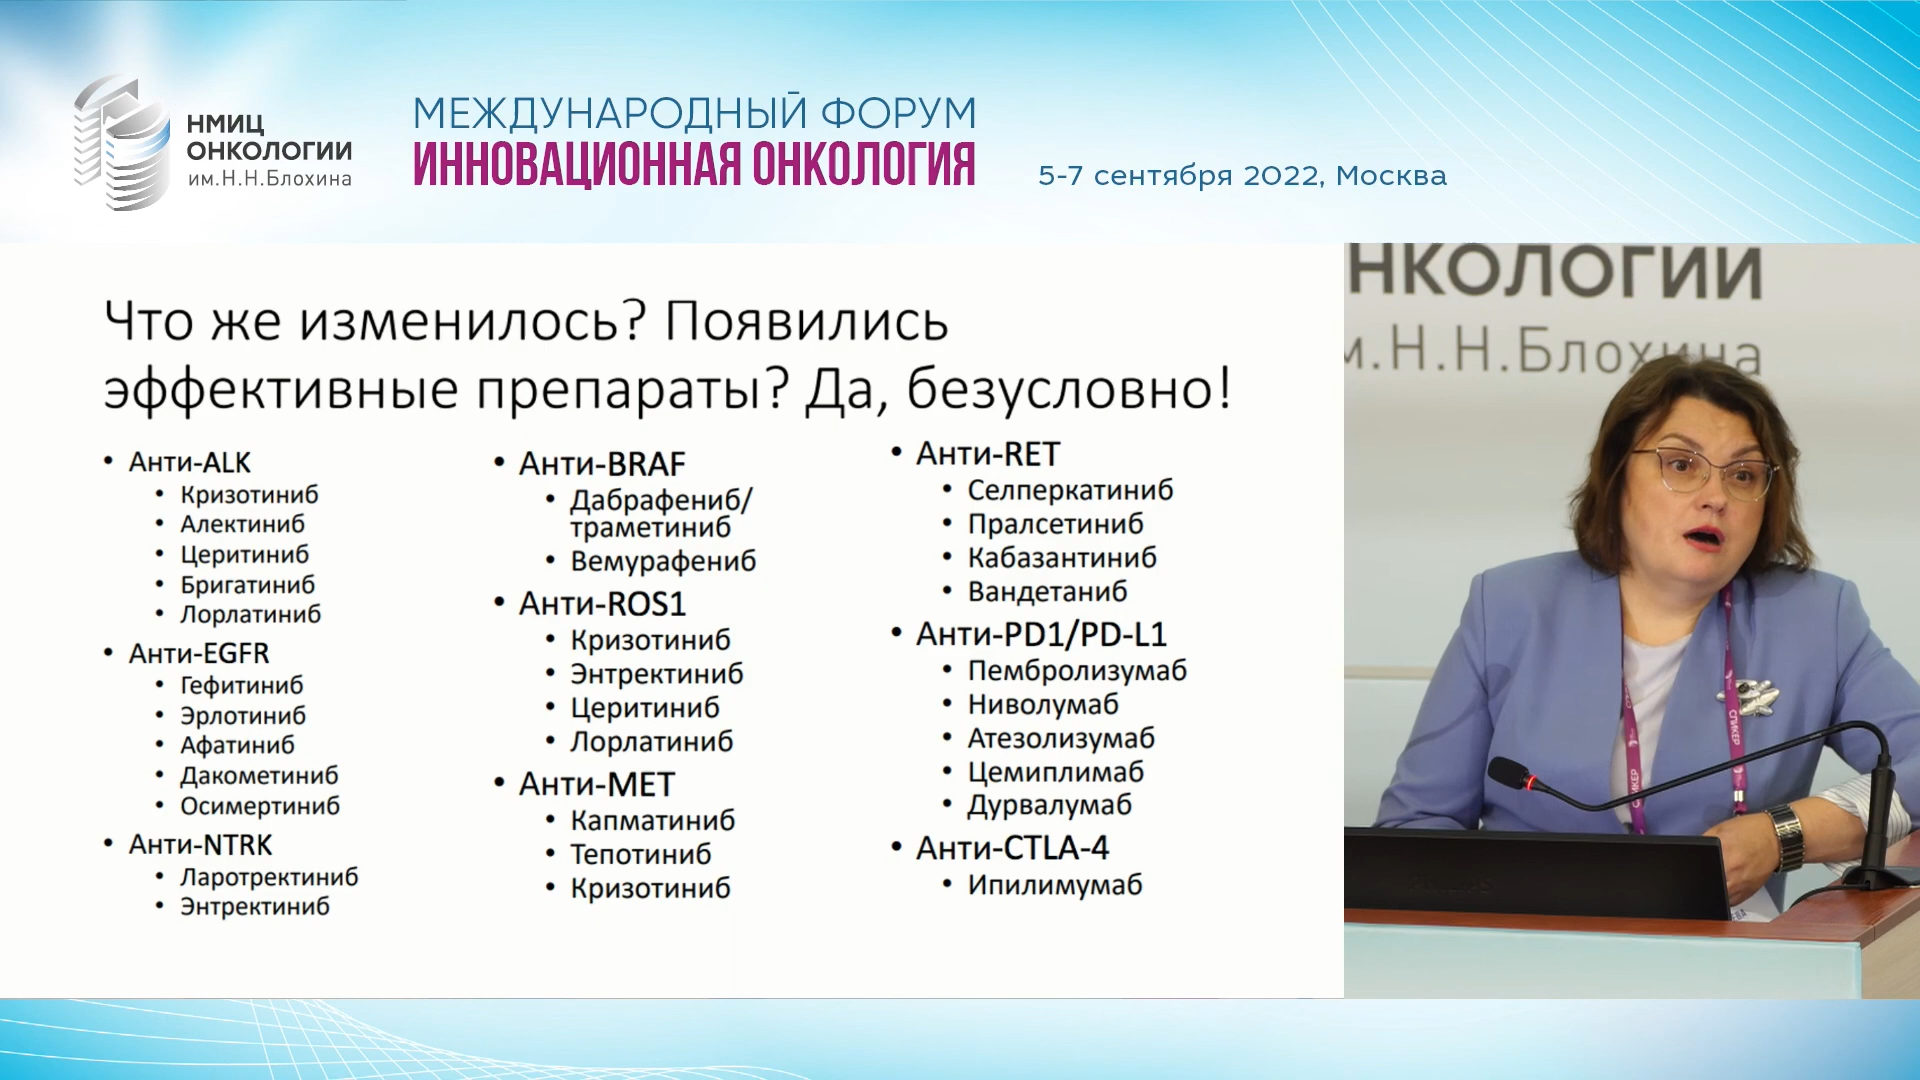 НМИЦ
ОНКОЛОГИИ
им.Н.Н.Блохина
МЕЖДУНАРОДНЫЙ ФОРУМ
ИННОВАЦИОННАЯ ОНКОЛОГИЯ
5-7 сентября 2022, Москва
Что же изменилось? Появились
эффективные препараты? Да, безусловно!
• Анти-ALK
• Кризотиниб
• Алектиниб
• Церитиниб
• Бригатиниб
• Лорлатиниб
• Анти-EGFR
• Гефитиниб
• Эрлотиниб
• Афатиниб
• Дакометиниб
• Осимертиниб
• Анти-NTRK
• Ларотректиниб
• Энтректиниб
• Анти-BRAF
• Дабрафениб/
траметиниб
• Вемурафениб
• Анти-ROS1
• Кризотиниб
• Энтректиниб
• Церитиниб
• Лорлатиниб
• Анти-MET
• Капматиниб
• Тепотиниб
• Кризотиниб
• Анти-RET
• Селперкатиниб
• Пралсетиниб
• Кабазантиниб
• Вандетаниб
• Анти-PD1/PD-L1
• Пембролизумаб
• Ниволумаб
• Атезолизумаб
• Цемиплимаб
• Дурвалумаб
• Анти-CTLA-4
• Ипилимумаб
НКОЛОГИИ
м.Н.Н.Блохина
СПИКЕР
СПИКЕР